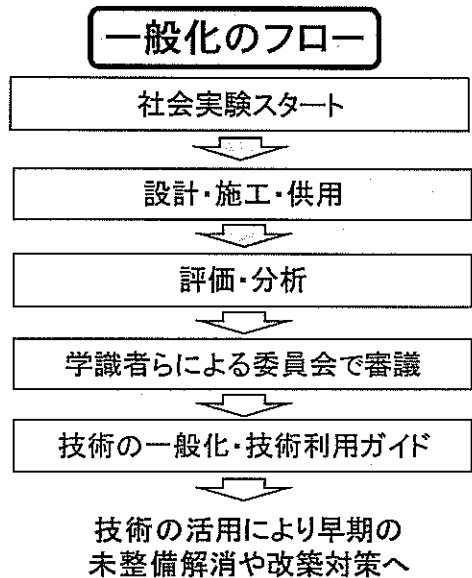 一般化のフロー
社会実験スタート
設計・施工・供用
評価・分析
学識者らによる委員会で審議
技術の一般化・技術利用ガイド
技術の活用により早期の
未整備解消や改築対策へ